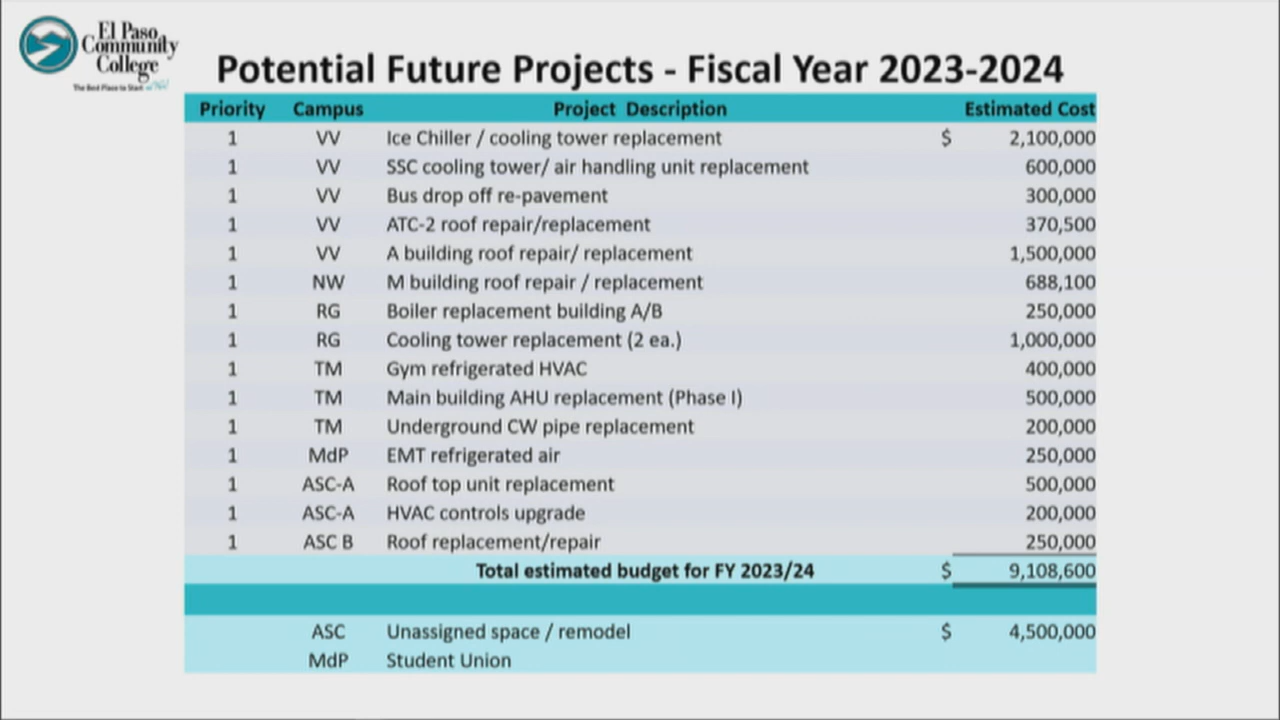 El Paso
Community
College
The Best Place to Start
Potential Future Projects - Fiscal Year 2023-2024
Priority Campus Project Description Estimated Cost
1 VV Ice Chiller / cooling tower replacement $ 2,100,000
1 VV SSC cooling tower/ air handling unit replacement 600,000
1 VV Bus drop off re-pavement 300,000
1 VV ATC-2 roof repair/replacement 370,500
1 VV A building roof repair/ replacement 1,500,000
1 NW M building roof repair / replacement 688,100
1 RG Boiler replacement building A/B 250,000
1 RG Cooling tower replacement (2 ea.) 1,000,000
1 TM Gym refrigerated HVAC 400,000
1 TM Main building AHU replacement (Phase I) 500,000
1 TM Underground CW pipe replacement 200,000
1 MdP EMT refrigerated air 250,000
1 ASC-A Roof top unit replacement 500,000
1 ASC-A HVAC controls upgrade 200,000
1 ASC B Roof replacement/repair 250,000
Total estimated budget for FY 2023/24 $ 9,108,600
ASC Unassigned space / remodel $ 4,500,000
MdP Student Union